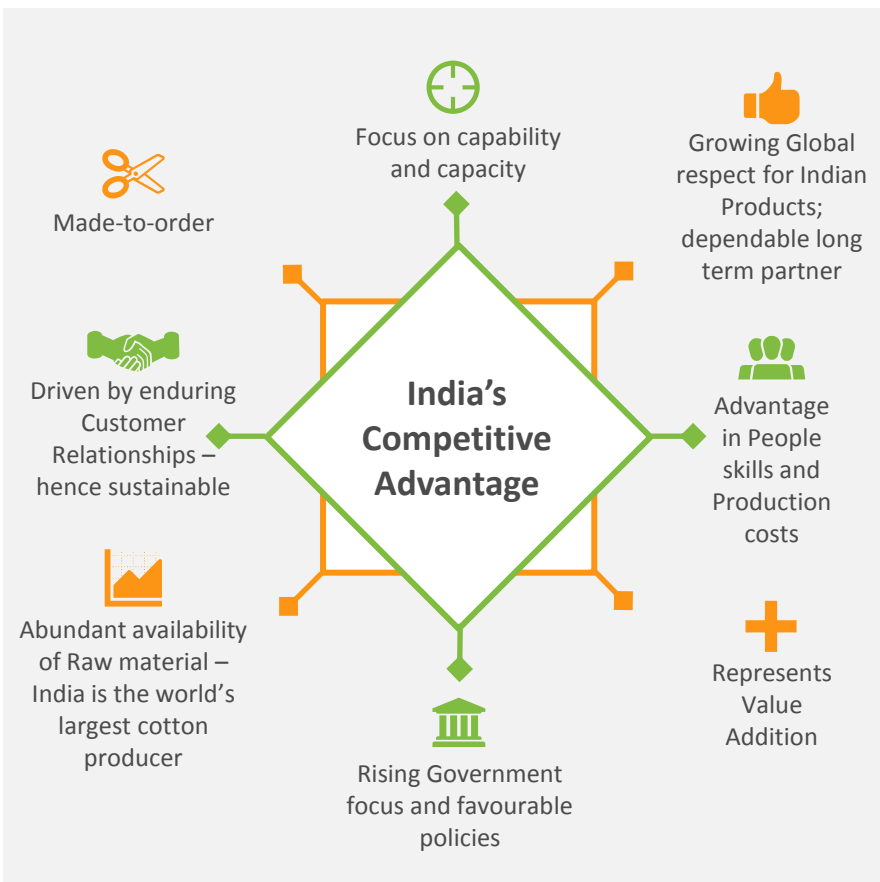 Focus on capability
and capacity
Growing Global
respect for Indian
Products;
dependable long
term partner
Made-to-order
Driven by enduring
Customer
Relationships –
hence sustainable
India's
Competitive
Advantage
Advantage
in People
skills and
Production
costs
Abundant availability
of Raw material –
India is the world's
largest cotton
producer
Represents
Value
Addition
Rising Government
focus and favourable
policies